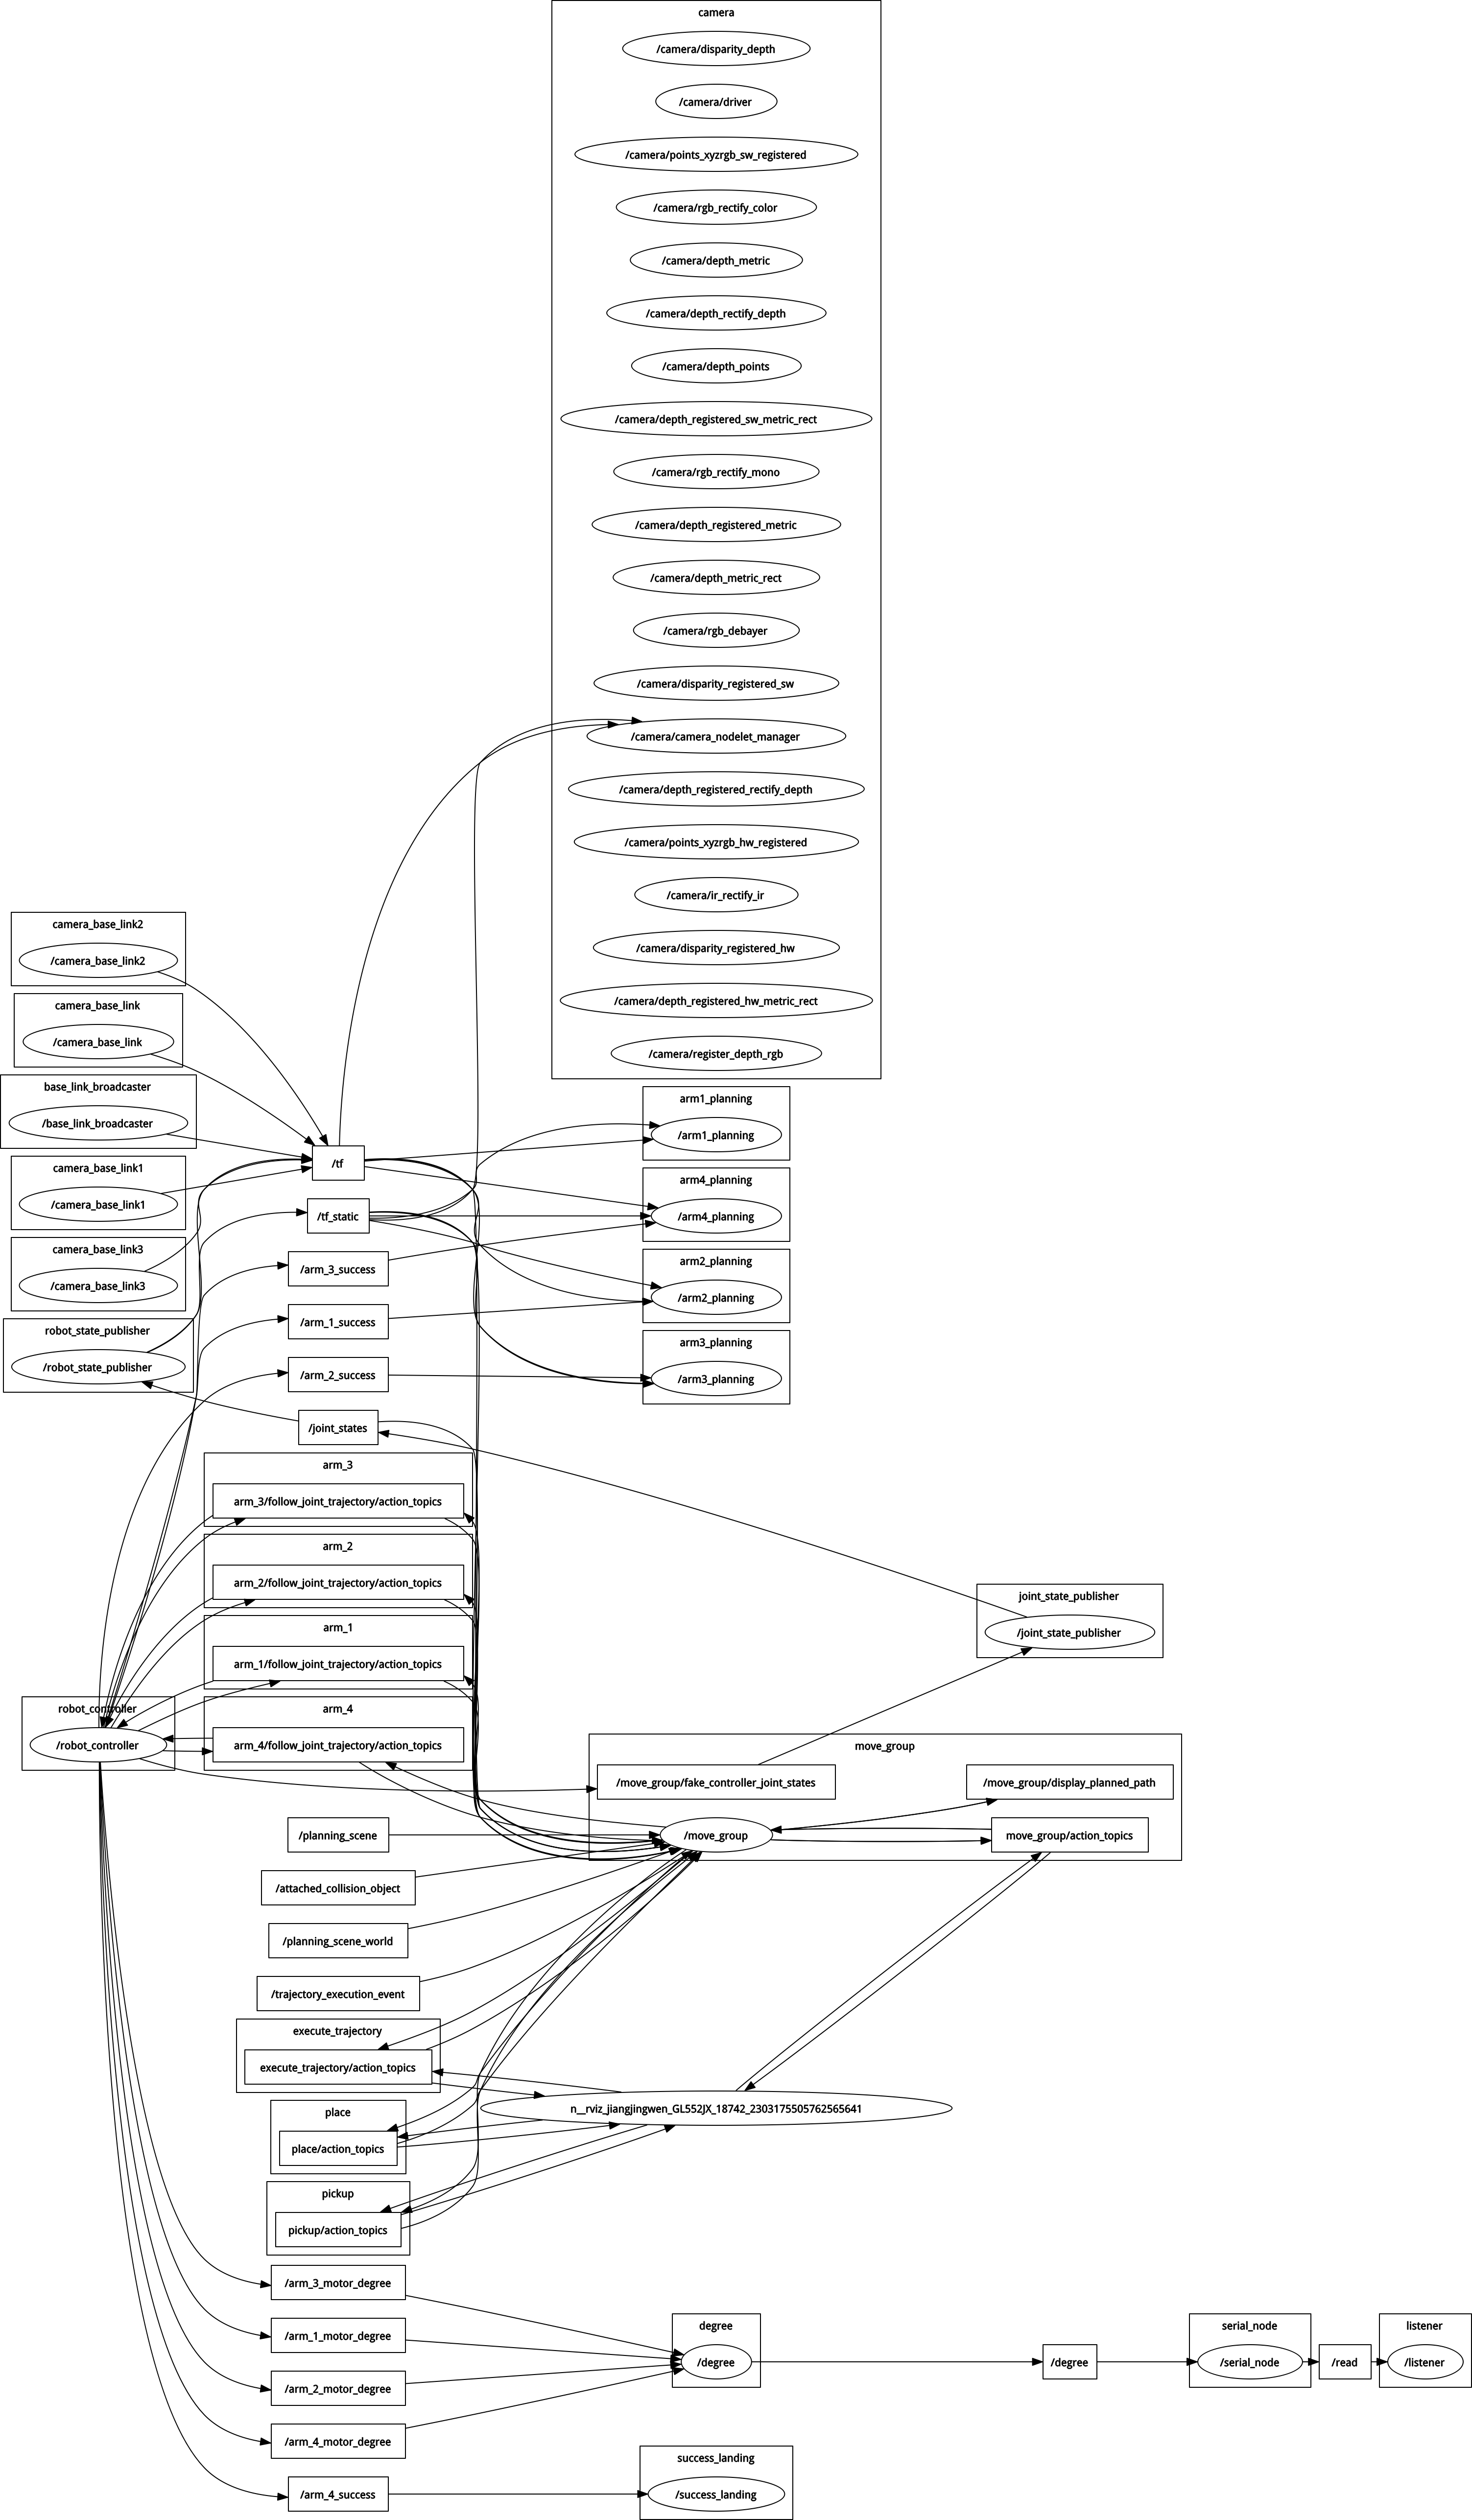 camera
/camera/disparity_depth
/camera/driver
/camera/points_xyzrgb_sw_registered
/camera/rgb_rectify_color
/camera/depth_metric
/camera/depth_rectify_depth
/camera/depth_points
/camera/depth_registered_sw_metric_rect
/camera/rgb_rectify_mono
/camera/depth_registered_metric
/camera/depth_metric_rect
/camera/rgb_debayer
/camera/disparity_registered_sw
/camera/camera_nodelet_manager
/camera/depth_registered_rectify_depth
/camera/points_xyzrgb_hw_registered
/camera/ir_rectify_ir
/camera/disparity_registered_hw
/camera/depth_registered_hw_metric_rect
/camera/register_depth_rgb
camera_base_link2
/camera_base_link2
camera_base_link
/camera_base_link
base_link_broadcaster
/base_link_broadcaster
camera_base_link1
/camera_base_link1
camera_base_link3
/camera_base_link3
robot_state_publisher
/robot_state_publisher
/tf
/tf_static
/arm_3_success
/arm_1_success
/arm_2_success
/joint_states
arm1_planning
/arm1_planning
arm4_planning
/arm4_planning
arm2_planning
/arm2_planning
arm3_planning
/arm3_planning
arm_3
arm_3/follow_joint_trajectory/action_topics
arm_2
arm_2/follow_joint_trajectory/action_topics
arm_1
arm_1/follow_joint_trajectory/action_topics
arm_4
arm_4/follow_joint_trajectory/action_topics
robot_controller
/robot_controller
joint_state_publisher
/joint_state_publisher
move_group
/move_group/fake_controller_joint_states
/move_group/display_planned_path
/move_group
move_group/action_topics
/planning_scene
/attached_collision_object
/planning_scene_world
/trajectory_execution_event
execute_trajectory
execute_trajectory/action_topics
place
place/action_topics
pickup
pickup/action_topics
n__rviz_jiangjingwen_GL552JX_18742_2303175505762565641
/arm_3_motor_degree
/arm_1_motor_degree
/arm_2_motor_degree
/arm_4_motor_degree
/arm_4_success
degree
/degree
/degree
serial_node
/serial_node
/read
listener
/listener
success_landing
/success_landing